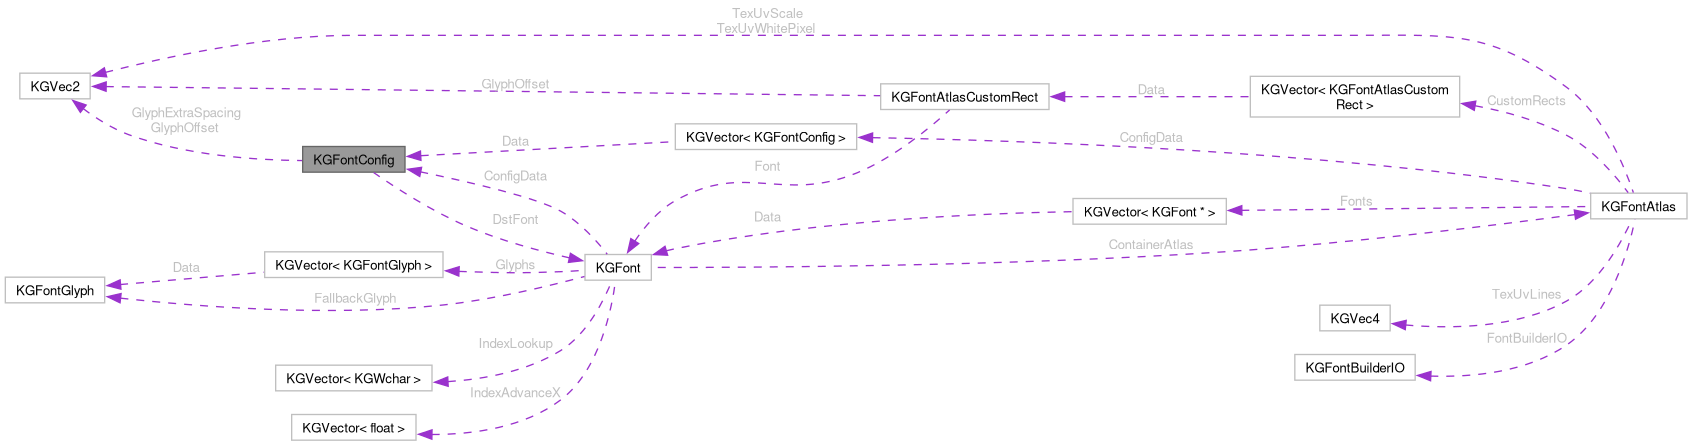 TexUvScale
TexUvWhitePixel
KGVec2
GlyphOffset
KGFontAtlasCustomRect
Data
KGVector< KGFontAtlasCustom
Rect >
CustomRects
GlyphExtraSpacing
GlyphOffset
KGFontConfig
Data
KGVector< KGFontConfig >
ConfigData
ConfigData
Font
DstFont
Data
KGVector< KGFont * >
Fonts
KGFontAtlas
ContainerAtlas
KGFontGlyph
Data
KGVector< KGFontGlyph >
Glyphs
KGFont
FallbackGlyph
TexUvLines
KGVec4
IndexLookup
FontBuilderIO
KGVector< KGWchar >
KGFontBuilderIO
IndexAdvanceX
KGVector< float >